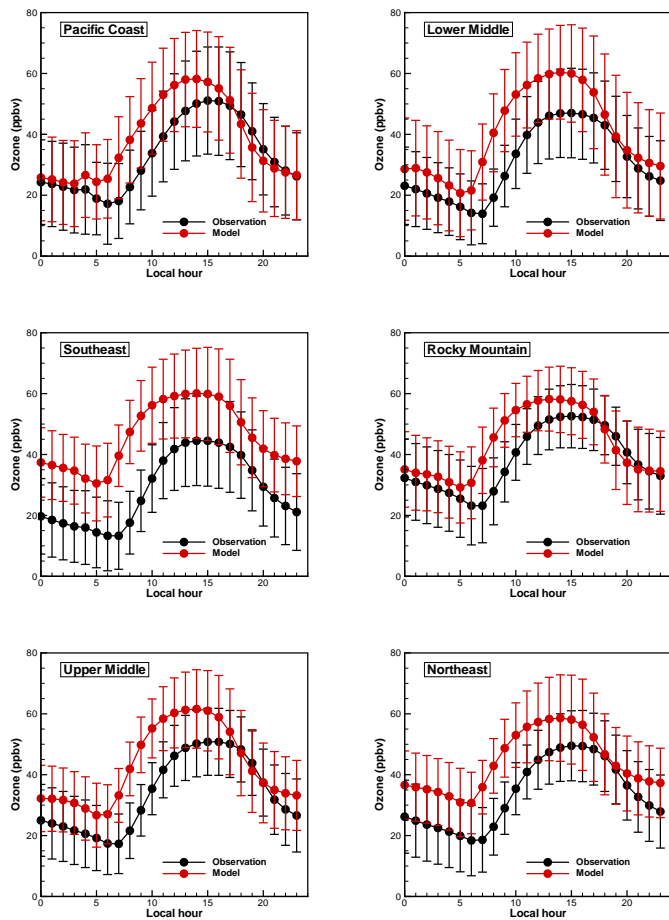 Pacific Coast
Ozone (ppbv)
80
60
40
20
0
Observation
Model
0 5 10 15 20
Local hour
Lower Middle
Ozone (ppbv)
80
60
40
20
0
Observation
Model
0 5 10 15 20
Local hour
Southeast
Ozone (ppbv)
80
60
40
20
0
Observation
Model
0 5 10 15 20
Local hour
Rocky Mountain
Ozone (ppbv)
80
60
40
20
0
Observation
Model
0 5 10 15 20
Local hour
Upper Middle
Ozone (ppbv)
80
60
40
20
0
Observation
Model
0 5 10 15 20
Local hour
Northeast
Ozone (ppbv)
80
60
40
20
0
Observation
Model
0 5 10 15 20
Local hour